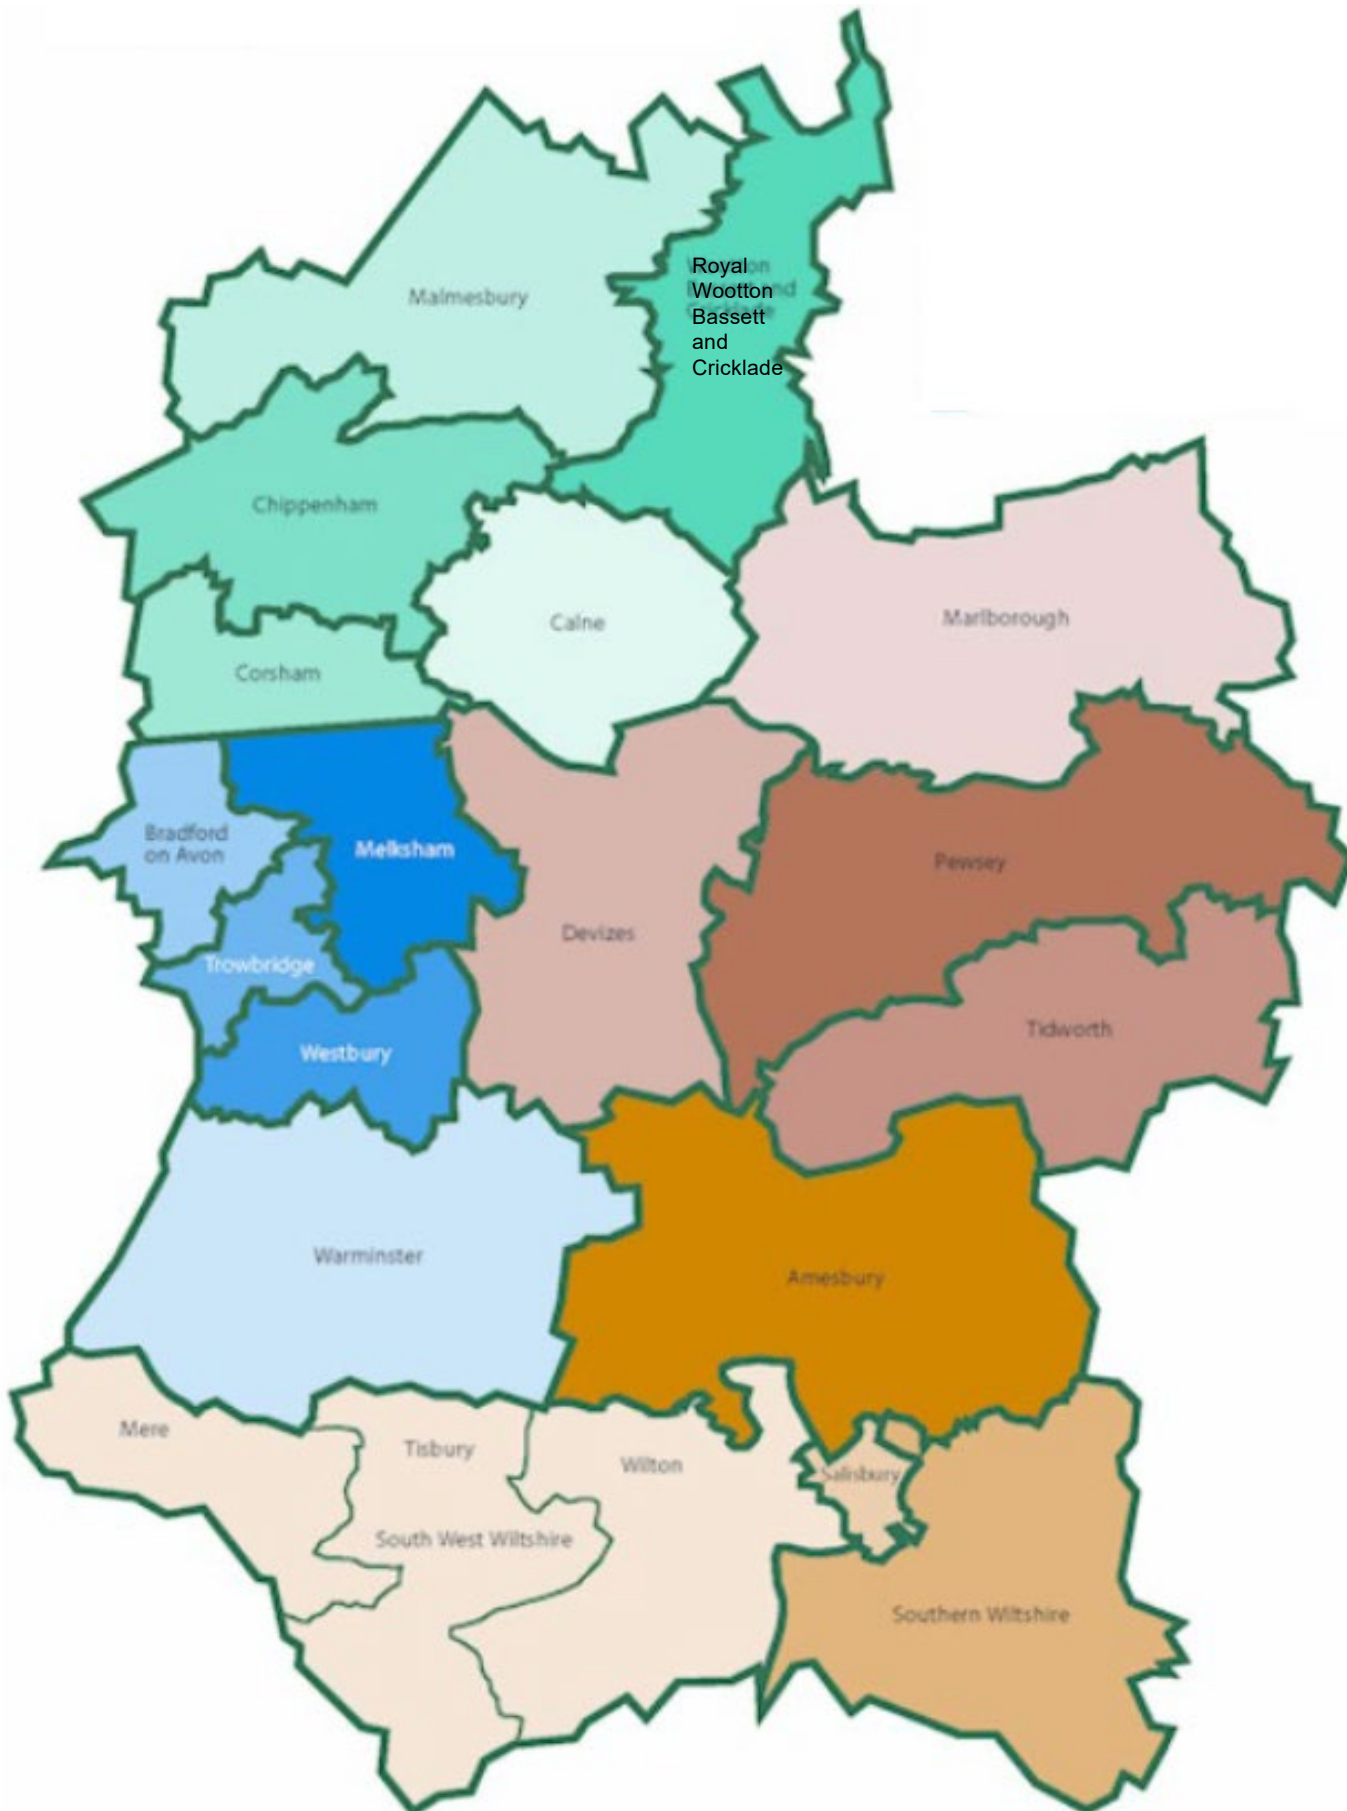 Malmesbury
Royal
Wootton
Bassett
and
Cricklade
Chippenham
Calne
Marlborough
Corsham
Bradford
on Avon
Melksham
Pewsey
Devizes
Trowbridge
Tidworth
Westbury
Warminster
Amesbury
Mere
Tisbury
Wilton
Salisbury
South West Wiltshire
Southern Wiltshire